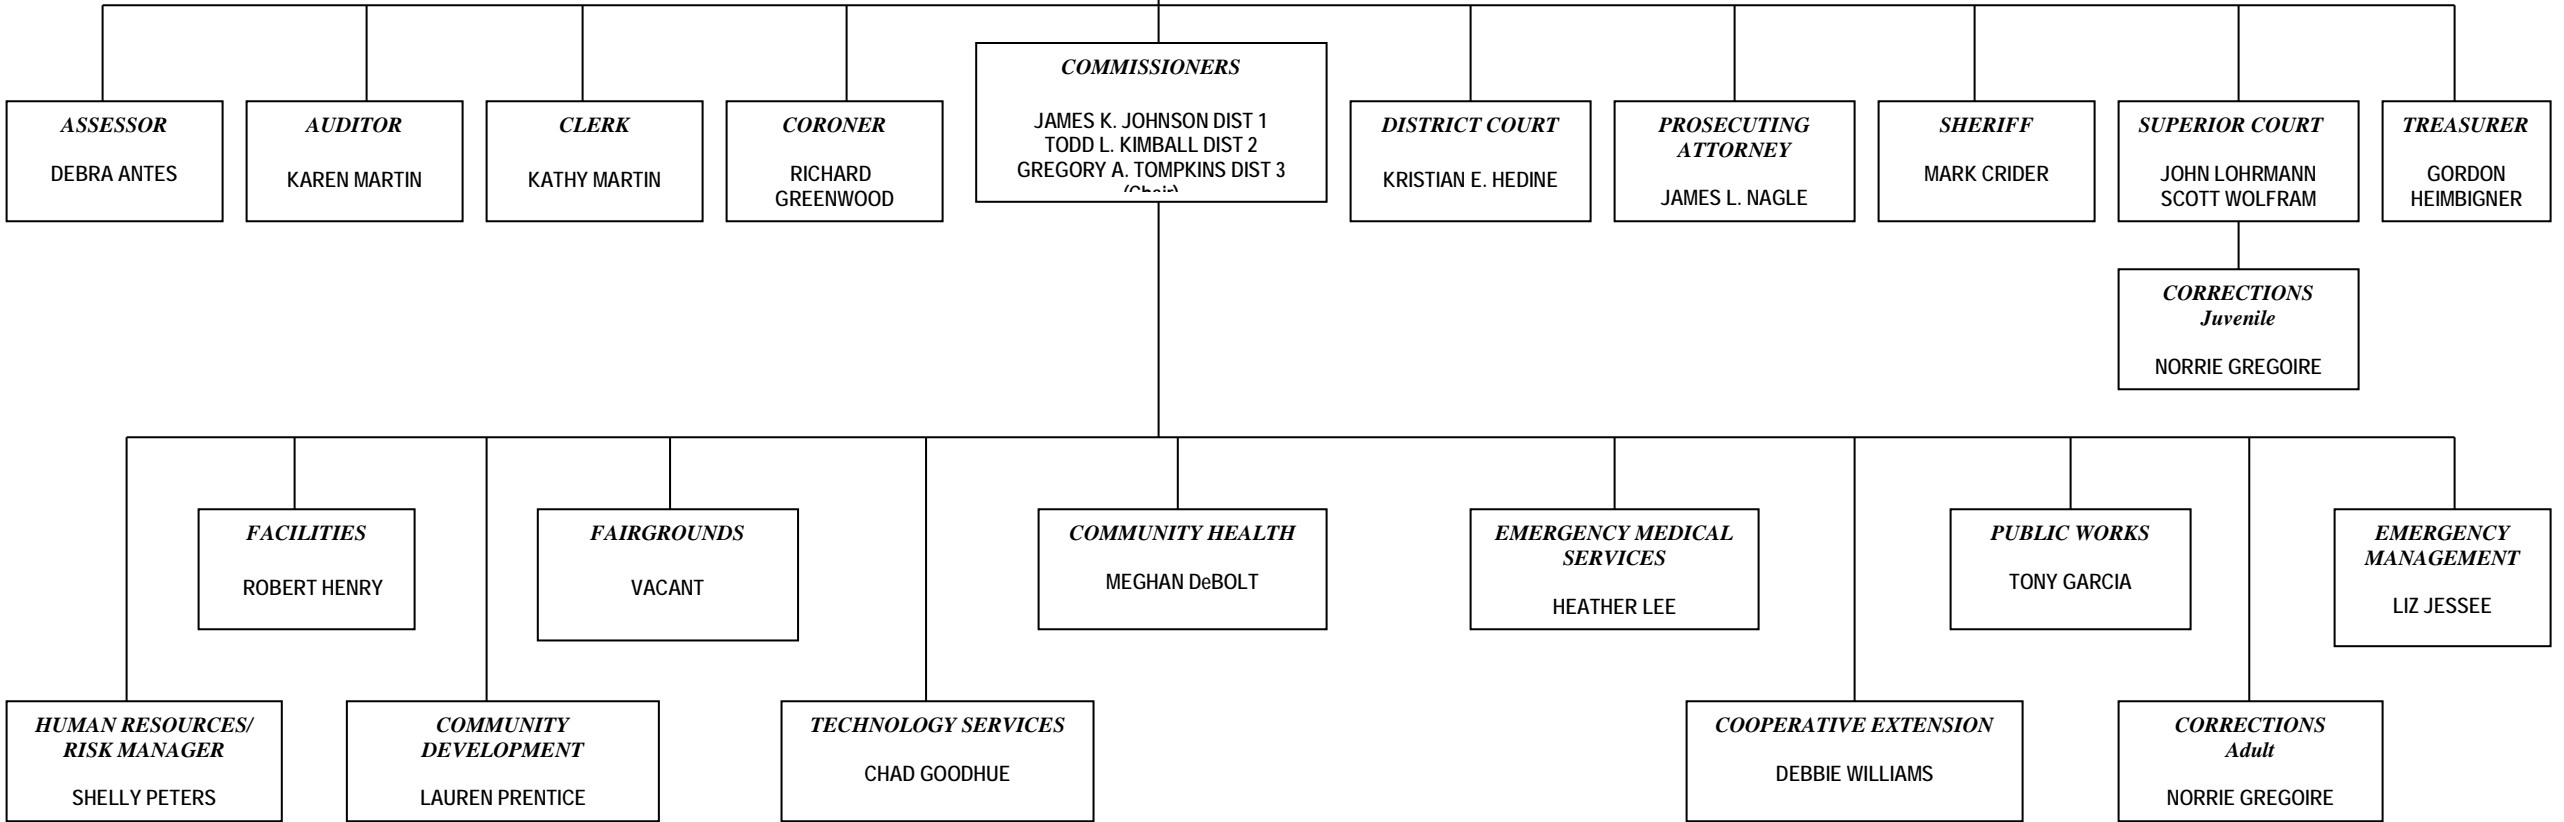 COMMISSIONERS
JAMES K. JOHNSON DIST 1
TODD L. KIMBALL DIST 2
GREGORY A. TOMPKINS DIST 3
(Chair)
ASSESSOR
DEBRA ANTES
AUDITOR
KAREN MARTIN
CLERK
KATHY MARTIN
CORONER
RICHARD
GREENWOOD
DISTRICT COURT
KRISTIAN E. HEDINE
PROSECUTING
ATTORNEY
JAMES L. NAGLE
SHERIFF
MARK CRIDER
SUPERIOR COURT
JOHN LOHRMANN
SCOTT WOLFRAM
TREASURER
GORDON
HEIMBIGNER
CORRECTIONS
Juvenile
NORRIE GREGOIRE
FACILITIES
ROBERT HENRY
FAIRGROUNDS
VACANT
COMMUNITY HEALTH
MEGHAN DeBOLT
EMERGENCY MEDICAL
SERVICES
HEATHER LEE
PUBLIC WORKS
TONY GARCIA
EMERGENCY
MANAGEMENT
LIZ JESSEE
HUMAN RESOURCES/
RISK MANAGER
SHELLY PETERS
COMMUNITY
DEVELOPMENT
LAUREN PRENTICE
TECHNOLOGY SERVICES
CHAD GOODHUE
COOPERATIVE EXTENSION
DEBBIE WILLIAMS
CORRECTIONS
Adult
NORRIE GREGOIRE